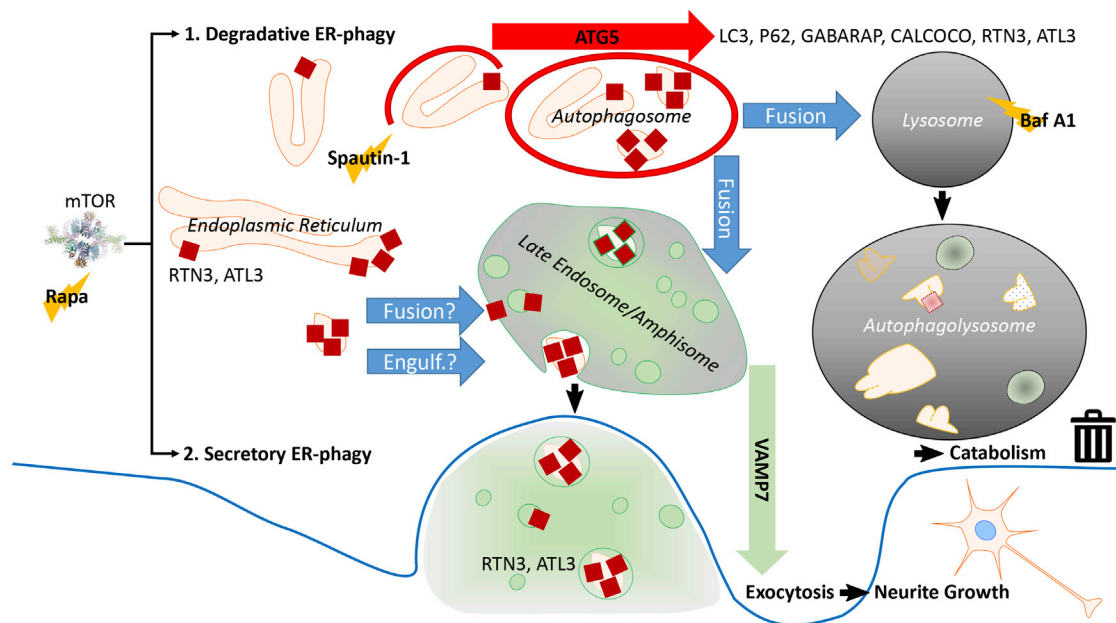 1. Degradative ER-phagy
ATG5
LC3, P62, GABARAP, CALCOCO, RTN3, ATL3
Autophagosome
Fusion
Lysosome
Baf A1
Spautin-1
Fusion
mTOR
Endoplasmic Reticulum
RTN3, ATL3
Rapa
Late Endosome/Amphisome
Autophagolysosome
Fusion?
Engulf.?
VAMP7
2. Secretory ER-phagy
Catabolism
RTN3, ATL3
Exocytosis
Neurite Growth